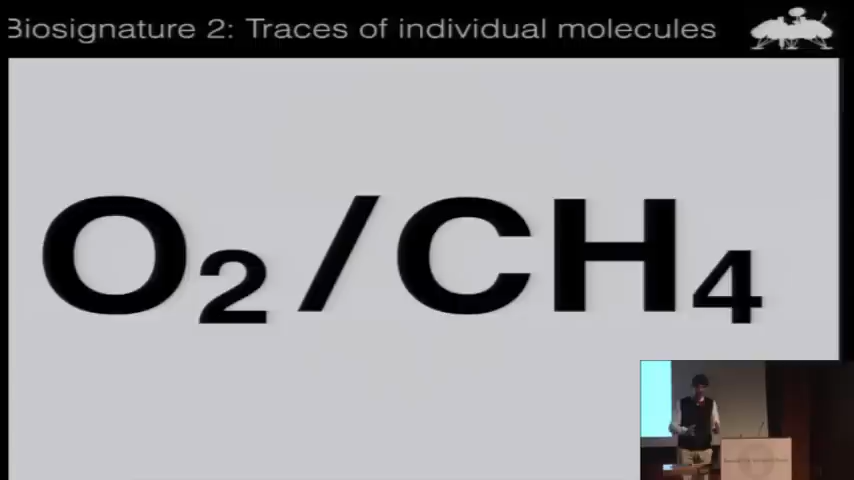 Biosignature 2: Traces of individual molecules
O2/CH4